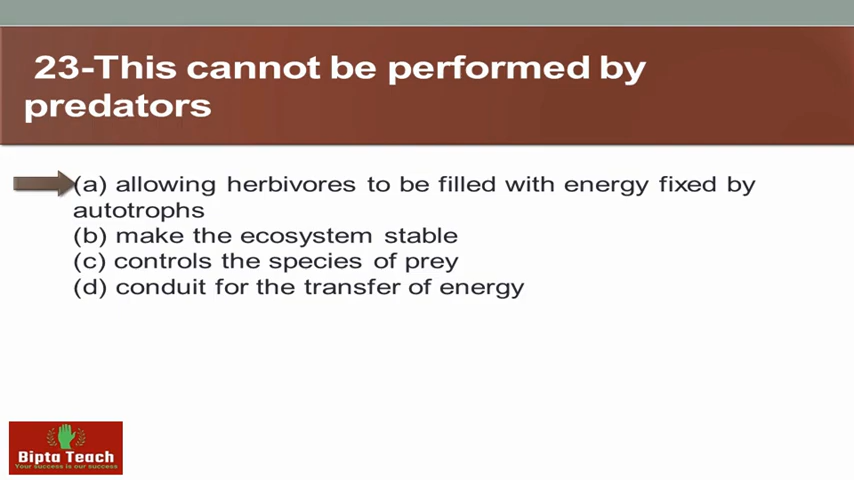 23-This cannot be performed by
predators
(a) allowing herbivores to be filled with energy fixed by
autotrophs
(b) make the ecosystem stable
(c) controls the species of prey
(d) conduit for the transfer of energy
Bipta Teach
Your success is our success